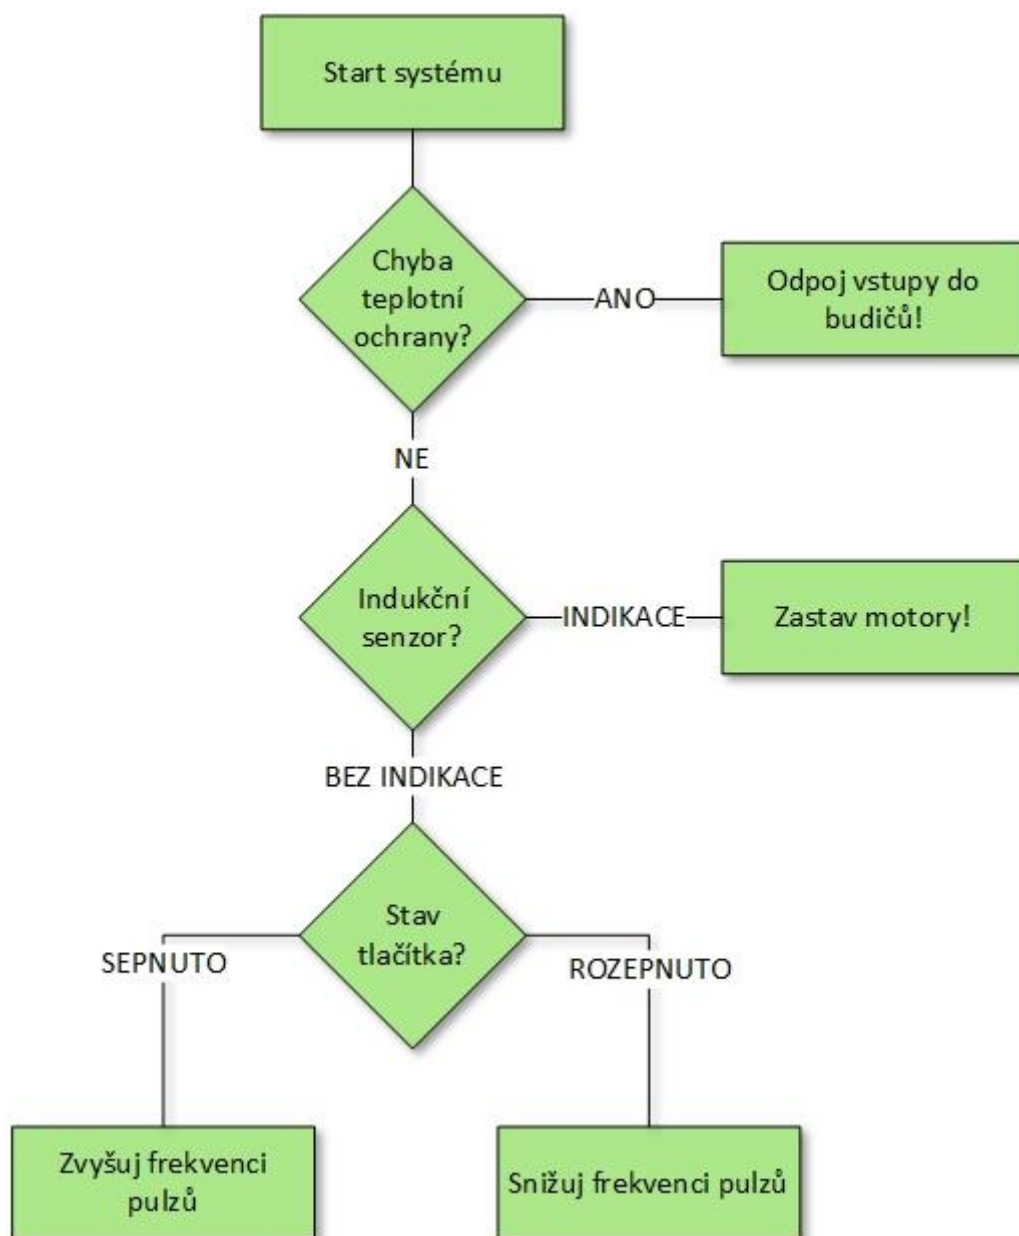 Start systému
Chyba
teplotní
ochrany?
ANO
Odpoj vstupy do
budičů!
NE
Indukční
senzor?
INDIKACE
Zastav motory!
BEZ INDIKACE
Stav
tlačítka?
SEPNUTO
ROZEPNUTO
Zvyšuj frekvenci
pulzů
Snižuj frekvenci pulzů